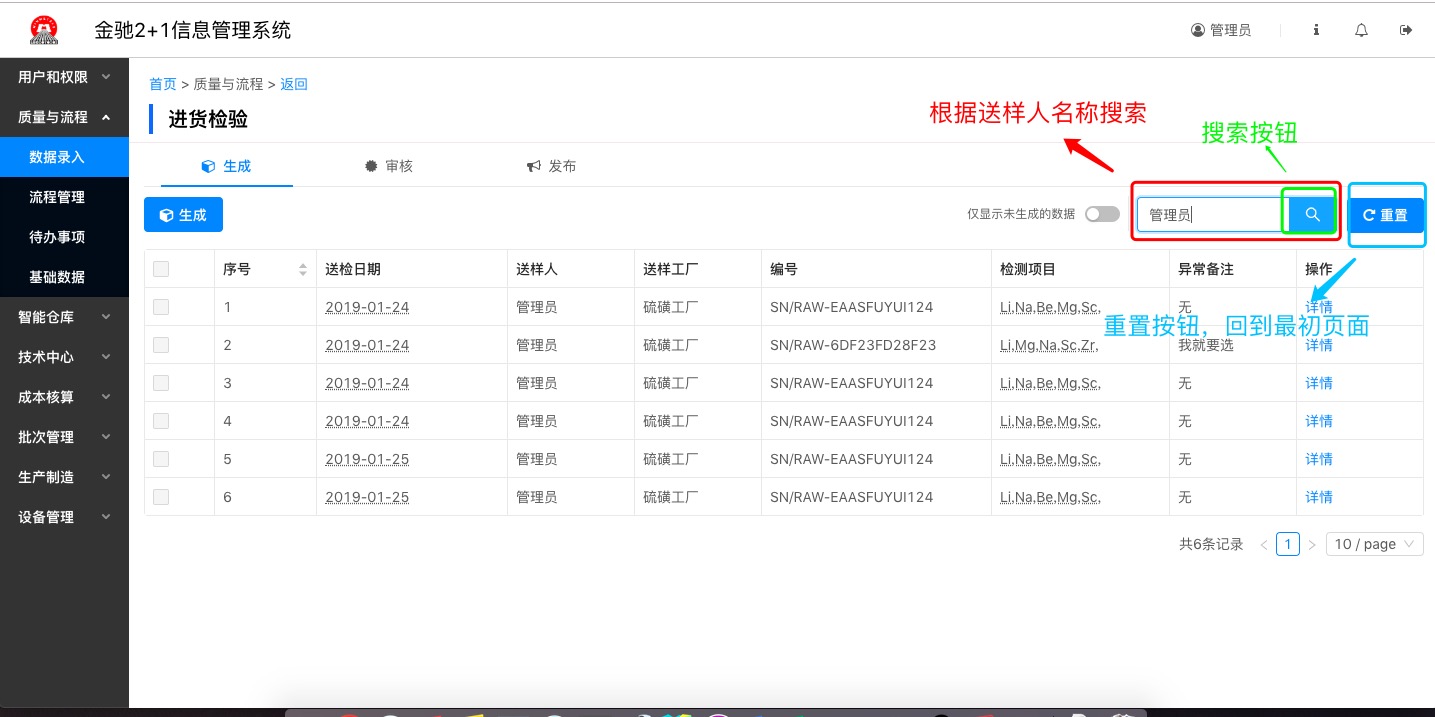 金驰2+1信息管理系统
管理员
用户和权限
质量与流程
数据录入
流程管理
待办事项
基础数据
智能仓库
技术中心
成本核算
批次管理
生产制造
设备管理
首页 > 质量与流程 > 返回
进货检验
根据送样人名称搜索
搜索按钮
生成 审核 发布
生成 仅显示未生成的数据 管理员 重置
序号 送检日期 送样人 送样工厂 编号 检测项目 异常备注 操作
1 2019-01-24 管理员 硫磺工厂 SN/RAW-EAASFUYUI124 Li,Na,Be,Mg,Sc, 无 详情
重置按钮，回到最初页面
2 2019-01-24 管理员 硫磺工厂 SN/RAW-6DF23FD28F23 Li,Mg,Na,Sc,Zr, 我就要选 详情
3 2019-01-24 管理员 硫磺工厂 SN/RAW-EAASFUYUI124 Li,Na,Be,Mg,Sc, 无 详情
4 2019-01-24 管理员 硫磺工厂 SN/RAW-EAASFUYUI124 Li,Na,Be,Mg,Sc, 无 详情
5 2019-01-25 管理员 硫磺工厂 SN/RAW-EAASFUYUI124 Li,Na,Be,Mg,Sc, 无 详情
6 2019-01-25 管理员 硫磺工厂 SN/RAW-EAASFUYUI124 Li,Na,Be,Mg,Sc, 无 详情
共6条记录 < 1 > 10 / page